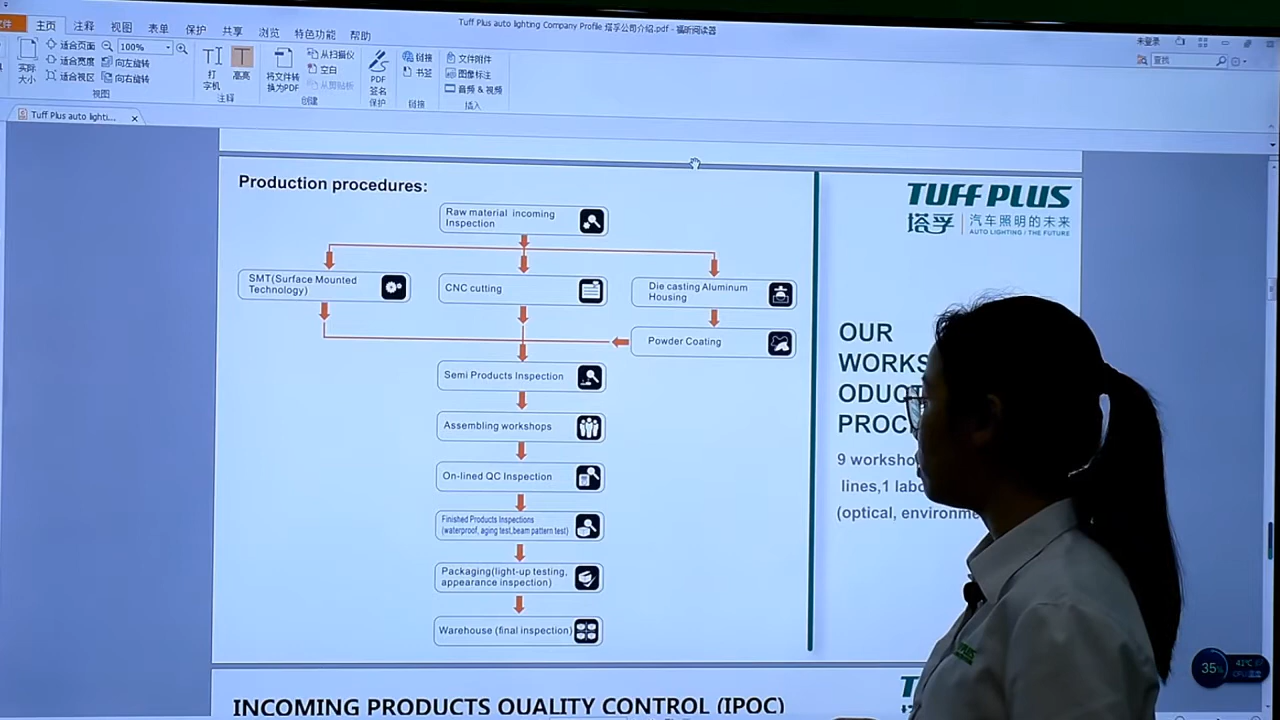 Tuff Plus auto lighting Company Profile 塔孚公司介绍.pdf - 福昕阅读器
主页 注释 视图 表单 保护 共享 浏览 特色功能 帮助
未登录
实际
大小
适合页面
适合宽度
适合视区
100%
向左旋转
向右旋转
视图
打
字机
高亮
注释
将文件转
换为PDF
从扫描仪
空白
从剪贴板
创建
PDF
签名
保护
链接
书签
链接
文件附件
图像标注
音频 & 视频
插入
查找
Tuff Plus auto lighti...
Production procedures:
Raw material incoming
Inspection
SMT(Surface Mounted
Technology)
CNC cutting
Die casting Aluminum
Housing
Powder Coating
Semi Products Inspection
Assembling workshops
On-lined QC Inspection
Finished Products Inspections
(waterproof, aging test,beam pattern test)
Packaging(light-up testing,
appearance inspection)
Warehouse (final inspection)
TUFF PLUS
塔孚 汽车照明的未来
AUTO LIGHTING / THE FUTURE
OUR
WORKS
ODUCT
PROC
9 worksho
lines,1 labo
(optical, environme
INCOMING PRODUCTS QUALITY CONTROL (IPQC)
PLUS
35%
41℃